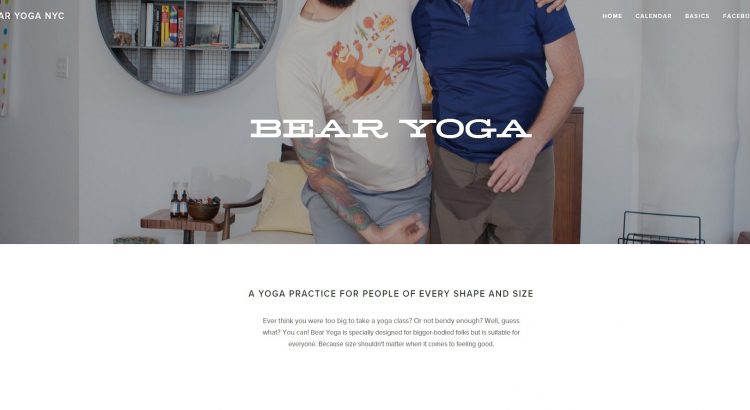 AR YOGA NYC
HOME CALENDAR BASICS FACEBO
BEAR YOGA
A YOGA PRACTICE FOR PEOPLE OF EVERY SHAPE AND SIZE
Ever think you were too big to take a yoga class? Or not bendy enough? Well, guess
what? You can! Bear Yoga is specially designed for bigger-bodied folks but is suitable for
everyone. Because size shouldn't matter when it comes to feeling good.